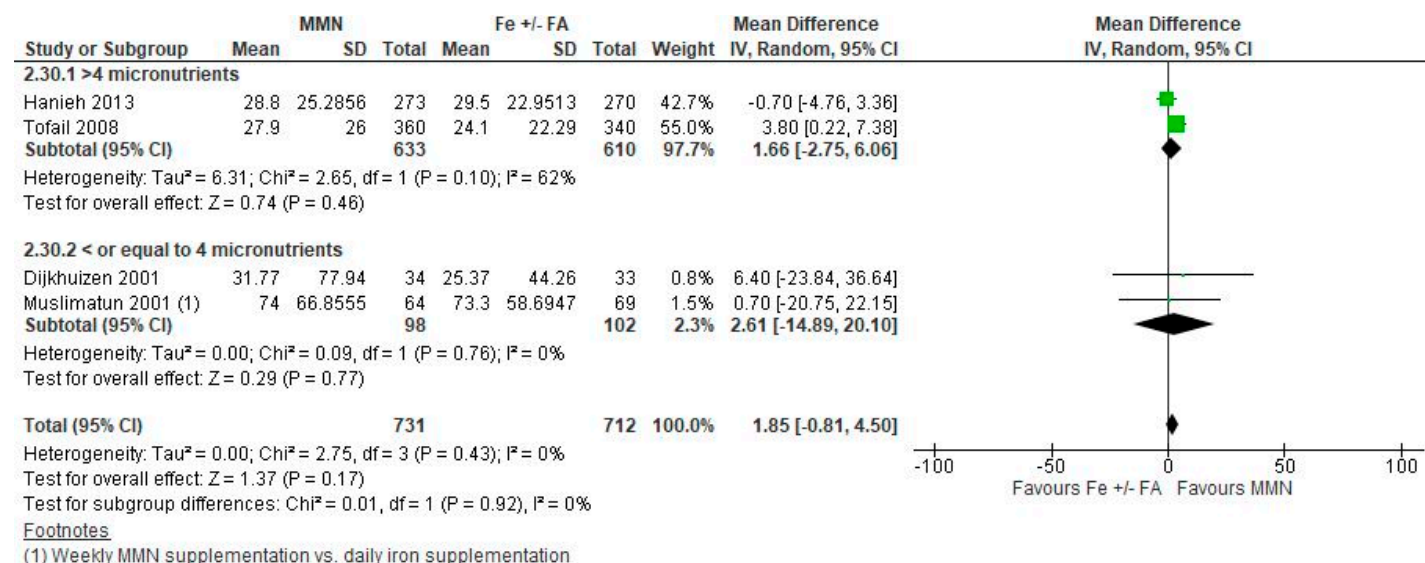 MMN Fe +/- FA Mean Difference Mean Difference
Study or Subgroup Mean SD Total Mean SD Total Weight IV, Random, 95% CI IV, Random, 95% CI
2.30.1 >4 micronutrients
Hanieh 2013 28.8 25.2856 273 29.5 22.9513 270 42.7% -0.70 [-4.76, 3.36]
Tofail 2008 27.9 26 360 24.1 22.29 340 55.0% 3.80 [0.22, 7.38]
Subtotal (95% CI) 633 610 97.7% 1.66 [-2.75, 6.06]
Heterogeneity: Tau² = 6.31; Chi² = 2.65, df = 1 (P = 0.10); I² = 62%
Test for overall effect: Z = 0.74 (P = 0.46)
2.30.2 < or equal to 4 micronutrients
Dijkhuizen 2001 31.77 77.94 34 25.37 44.26 33 0.8% 6.40 [-23.84, 36.64]
Muslimatun 2001 (1) 74 66.8555 64 73.3 58.6947 69 1.5% 0.70 [-20.75, 22.15]
Subtotal (95% CI) 98 102 2.3% 2.61 [-14.89, 20.10]
Heterogeneity: Tau² = 0.00; Chi² = 0.09, df = 1 (P = 0.76); I² = 0%
Test for overall effect: Z = 0.29 (P = 0.77)
Total (95% CI) 731 712 100.0% 1.85 [-0.81, 4.50]
Heterogeneity: Tau² = 0.00; Chi² = 2.75, df = 3 (P = 0.43); I² = 0%
Test for overall effect: Z = 1.37 (P = 0.17)
Test for subgroup differences: Chi² = 0.01, df = 1 (P = 0.92), I² = 0%
-100 -50 0 50 100
Favours Fe +/- FA Favours MMN
Footnotes
(1) Weekly MMN supplementation vs. daily iron supplementation